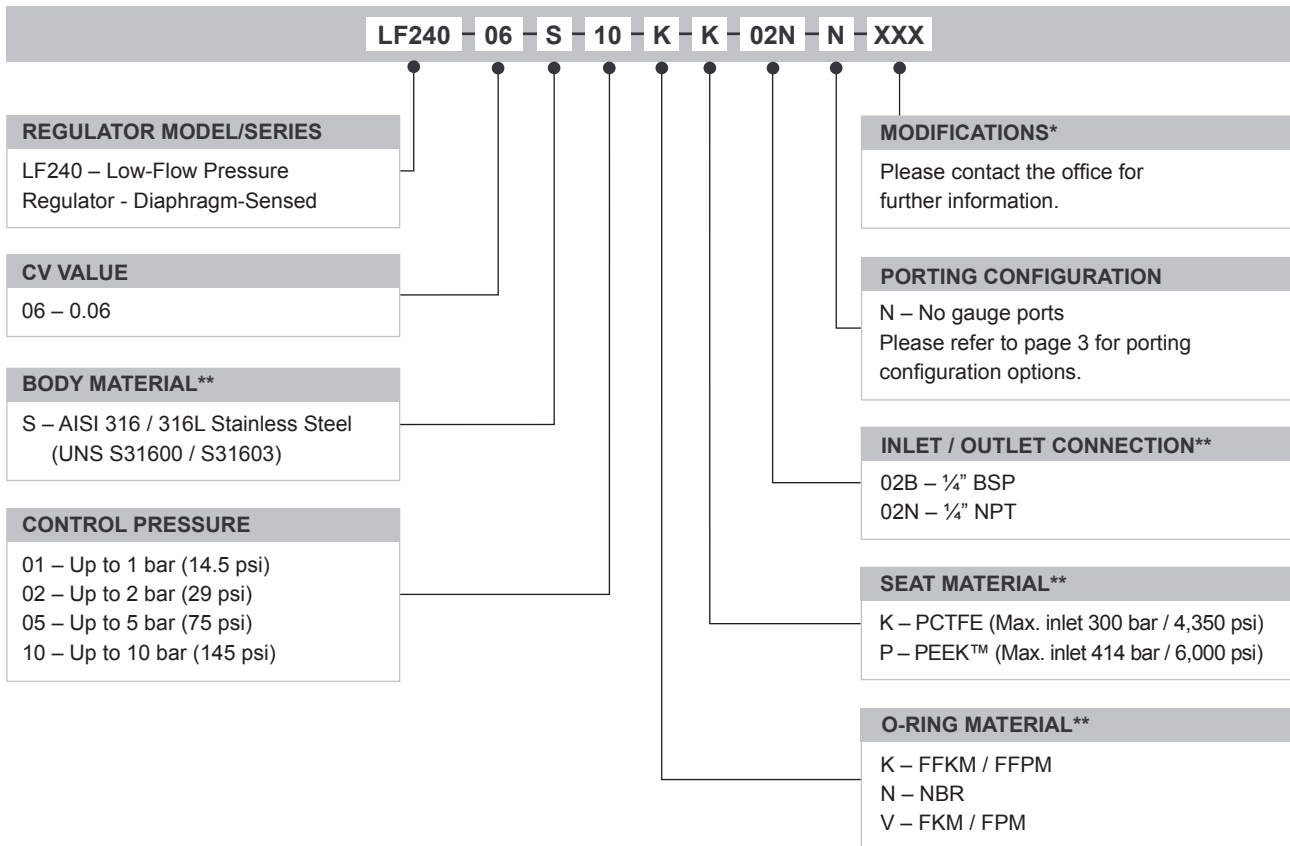 LF240 - 06 - S - 10 - K - K - 02N - N - XXX
REGULATOR MODEL/SERIES
LF240 – Low-Flow Pressure
Regulator - Diaphragm-Sensed
CV VALUE
06 – 0.06
BODY MATERIAL**
S – AISI 316 / 316L Stainless Steel
(UNS S31600 / S31603)
CONTROL PRESSURE
01 – Up to 1 bar (14.5 psi)
02 – Up to 2 bar (29 psi)
05 – Up to 5 bar (75 psi)
10 – Up to 10 bar (145 psi)
MODIFICATIONS*
Please contact the office for
further information.
PORTING CONFIGURATION
N – No gauge ports
Please refer to page 3 for porting
configuration options.
INLET / OUTLET CONNECTION**
02B – ¼” BSP
02N – ¼” NPT
SEAT MATERIAL**
K – PCTFE (Max. inlet 300 bar / 4,350 psi)
P – PEEK™ (Max. inlet 414 bar / 6,000 psi)
O-RING MATERIAL**
K – FFKM / FFPM
N – NBR
V – FKM / FPM